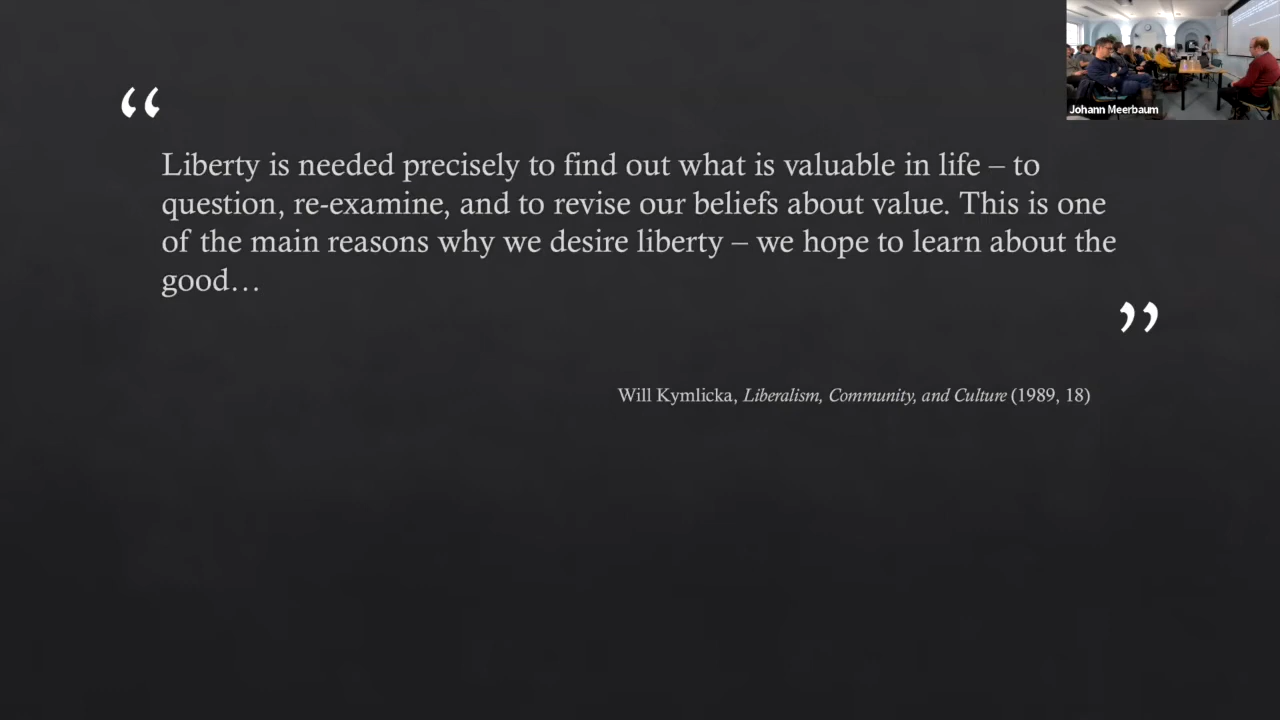 Johann Meerbaum
“
Liberty is needed precisely to find out what is valuable in life – to
question, re-examine, and to revise our beliefs about value. This is one
of the main reasons why we desire liberty – we hope to learn about the
good…
”
Will Kymlicka, Liberalism, Community, and Culture (1989, 18)